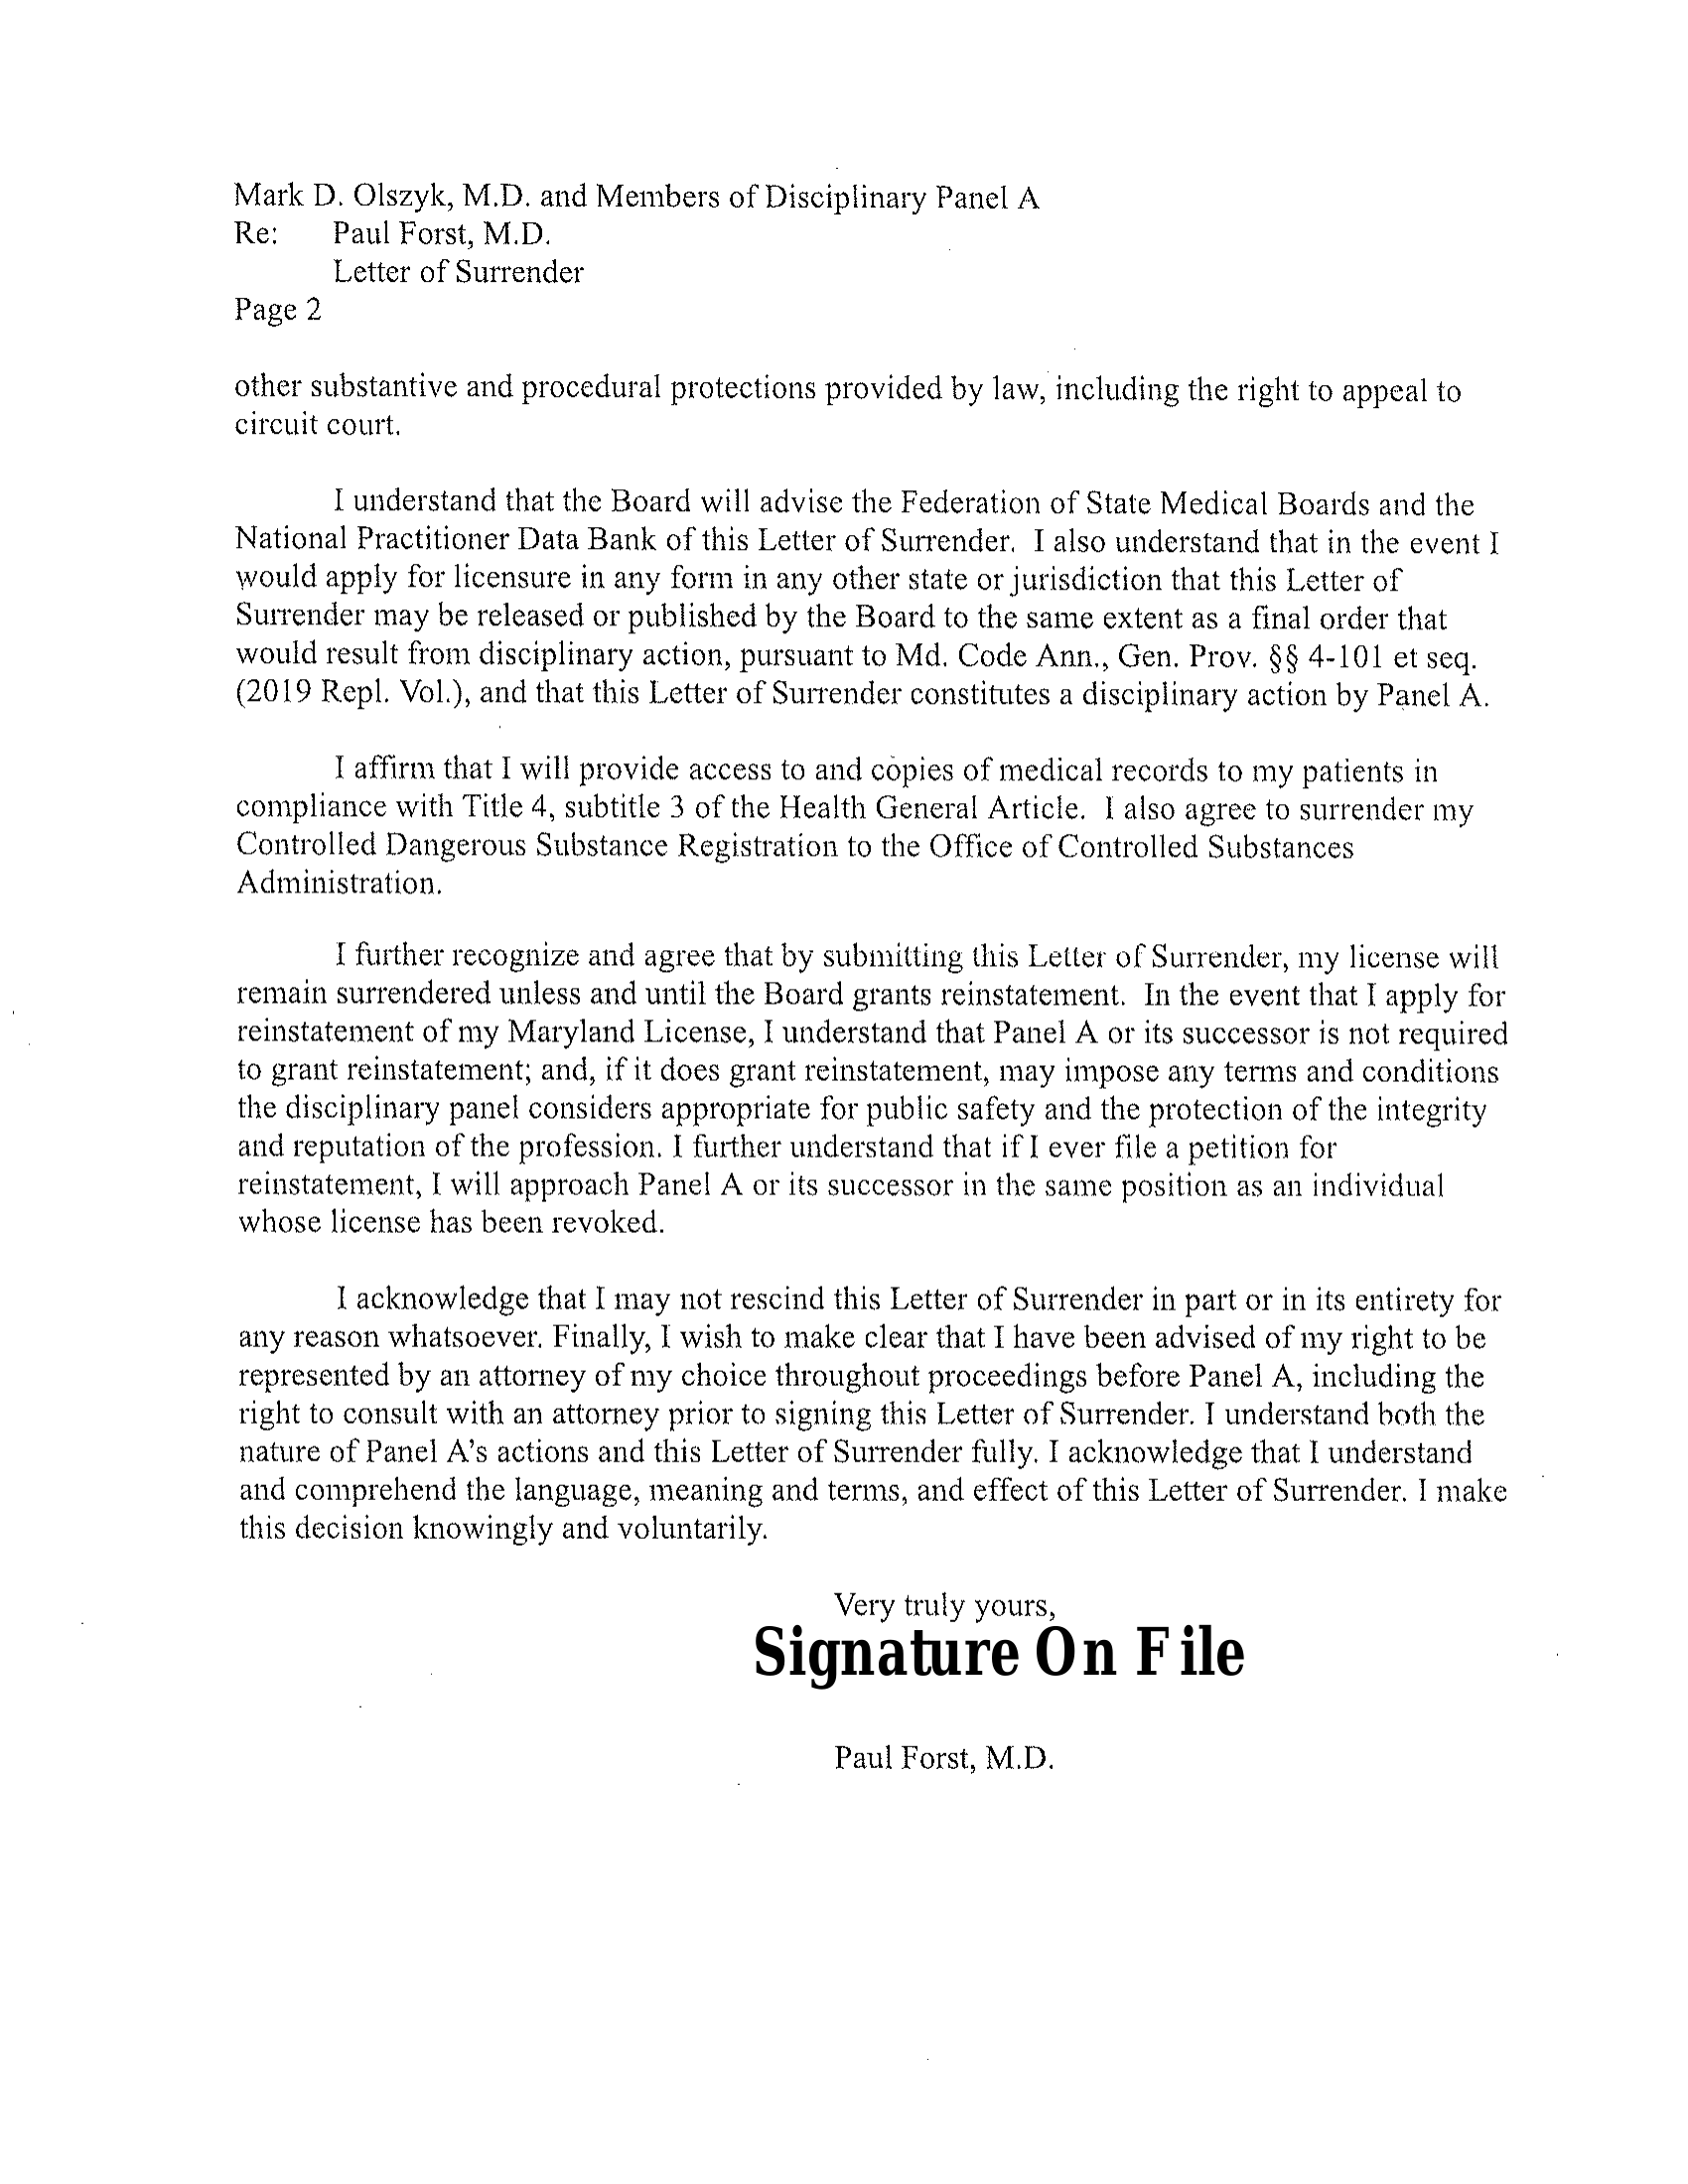 Mark D. Olszyk, M.D. and Members of Disciplinary Panel A
Re: Paul Forst, M.D.
Letter of Surrender
Page 2
other substantive and procedural protections provided by law, including the right to appeal to
circuit court.
I understand that the Board will advise the Federation of State Medical Boards and the
National Practitioner Data Bank of this Letter of Surrender. I also understand that in the event I
would apply for licensure in any form in any other state or jurisdiction that this Letter of
Surrender may be released or published by the Board to the same extent as a final order that
would result from disciplinary action, pursuant to Md. Code Ann., Gen. Prov. §§ 4-101 et seq.
(2019 Repl. Vol.), and that this Letter of Surrender constitutes a disciplinary action by Panel A.
I affirm that I will provide access to and copies of medical records to my patients in
compliance with Title 4, subtitle 3 of the Health General Article. I also agree to surrender my
Controlled Dangerous Substance Registration to the Office of Controlled Substances
Administration.
I further recognize and agree that by submitting this Letter of Surrender, my license will
remain surrendered unless and until the Board grants reinstatement. In the event that I apply for
reinstatement of my Maryland License, I understand that Panel A or its successor is not required
to grant reinstatement; and, if it does grant reinstatement, may impose any terms and conditions
the disciplinary panel considers appropriate for public safety and the protection of the integrity
and reputation of the profession. I further understand that if I ever file a petition for
reinstatement, I will approach Panel A or its successor in the same position as an individual
whose license has been revoked.
I acknowledge that I may not rescind this Letter of Surrender in part or in its entirety for
any reason whatsoever. Finally, I wish to make clear that I have been advised of my right to be
represented by an attorney of my choice throughout proceedings before Panel A, including the
right to consult with an attorney prior to signing this Letter of Surrender. I understand both the
nature of Panel A's actions and this Letter of Surrender fully. I acknowledge that I understand
and comprehend the language, meaning and terms, and effect of this Letter of Surrender. I make
this decision knowingly and voluntarily.
Very truly yours,
Signature On File
Paul Forst, M.D.